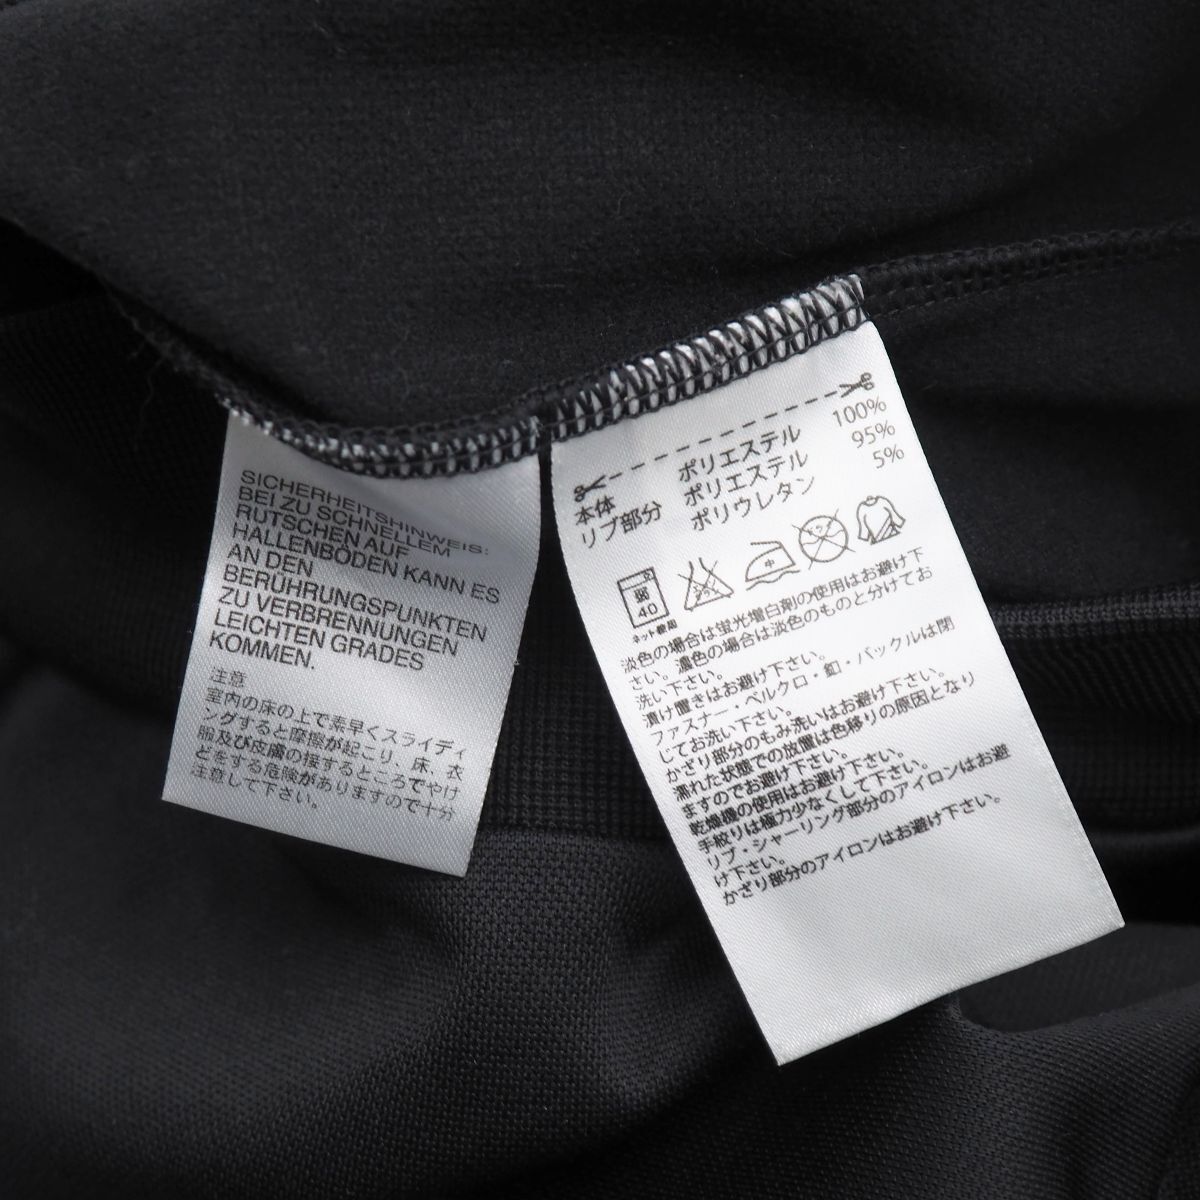 SICHERHEITSHINWEIS:
BEI ZU SCHNELLEM
RUTSCHEN AUF
HALLENBÖDEN KANN ES
AN DEN
BERÜHRUNGSPUNKTEN
ZU VERBRENNUNGEN
LEICHTEN GRADES
KOMMEN.
注意
室内の床の上で素早くスライディ
ングすると摩擦が起こり、床、衣
服及び皮膚の接するところでやけ
どをする危険がありますので十分
注意して下さい。
本体 ポリエステル 100%
リブ部分 ポリエステル 95%
ポリウレタン 5%
弱
40
中
ネット使用
淡色の場合は蛍光増白剤の使用はお避け下
さい。濃色の場合は淡色のものと分けてお
洗い下さい。
漬け置きはお避け下さい。
ファスナー・ベルクロ・釦・バックルは閉
じてお洗い下さい。
かざり部分のもみ洗いはお避け下さい。
濡れた状態での放置は色移りの原因となり
ますのでお避け下さい。
乾燥機の使用はお避け下さい。
手絞りは極力少なくして下さい。
リブ・シャーリング部分のアイロンはお避
け下さい。
かざり部分のアイロンはお避け下さい。